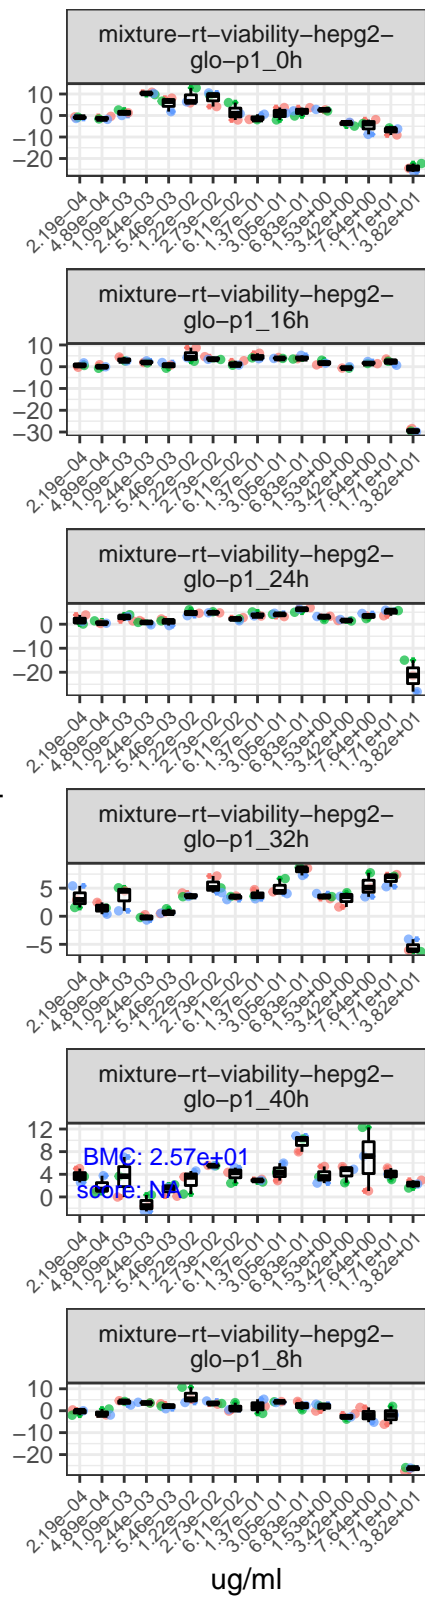 mixture−rt−viability−hepg2−
glo−p1_0h
10
0
−10
−20
2.19e−04
4.89e−04
1.09e−03
2.44e−03
5.46e−03
1.22e−02
2.73e−02
6.11e−02
1.37e−01
3.05e−01
6.83e−01
1.53e+00
3.42e+00
7.64e+00
1.71e+01
3.82e+01
mixture−rt−viability−hepg2−
glo−p1_16h
10
0
−10
−20
−30
2.19e−04
4.89e−04
1.09e−03
2.44e−03
5.46e−03
1.22e−02
2.73e−02
6.11e−02
1.37e−01
3.05e−01
6.83e−01
1.53e+00
3.42e+00
7.64e+00
1.71e+01
3.82e+01
mixture−rt−viability−hepg2−
glo−p1_24h
0
−10
−20
2.19e−04
4.89e−04
1.09e−03
2.44e−03
5.46e−03
1.22e−02
2.73e−02
6.11e−02
1.37e−01
3.05e−01
6.83e−01
1.53e+00
3.42e+00
7.64e+00
1.71e+01
3.82e+01
mixture−rt−viability−hepg2−
glo−p1_32h
5
0
−5
2.19e−04
4.89e−04
1.09e−03
2.44e−03
5.46e−03
1.22e−02
2.73e−02
6.11e−02
1.37e−01
3.05e−01
6.83e−01
1.53e+00
3.42e+00
7.64e+00
1.71e+01
3.82e+01
mixture−rt−viability−hepg2−
glo−p1_40h
12
8
4
0
BMC: 2.57e+01
score: NA
2.19e−04
4.89e−04
1.09e−03
2.44e−03
5.46e−03
1.22e−02
2.73e−02
6.11e−02
1.37e−01
3.05e−01
6.83e−01
1.53e+00
3.42e+00
7.64e+00
1.71e+01
3.82e+01
mixture−rt−viability−hepg2−
glo−p1_8h
10
0
−10
−20
2.19e−04
4.89e−04
1.09e−03
2.44e−03
5.46e−03
1.22e−02
2.73e−02
6.11e−02
1.37e−01
3.05e−01
6.83e−01
1.53e+00
3.42e+00
7.64e+00
1.71e+01
3.82e+01
ug/ml